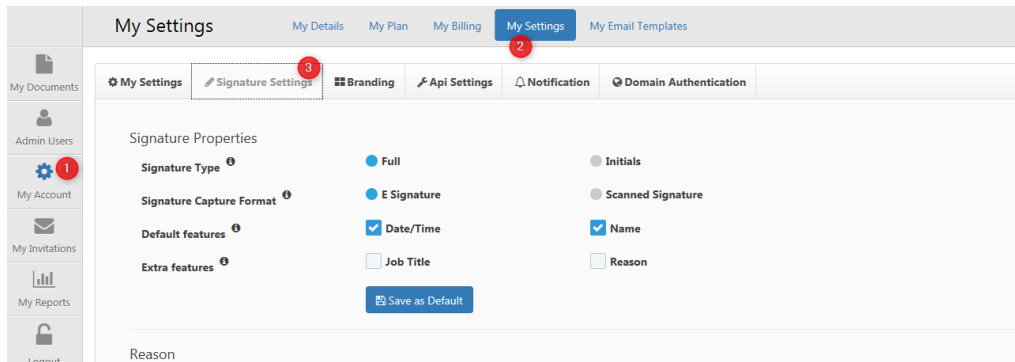 My Settings My Details My Plan My Billing My Settings My Email Templates
2
My Documents
Admin Users
1
My Account
My Invitations
My Reports
Logout
3
My Settings Signature Settings Branding Api Settings Notification Domain Authentication
Signature Properties
Signature Type Full Initials
Signature Capture Format E Signature Scanned Signature
Default features Date/Time Name
Extra features Job Title Reason
Save as Default
Reason